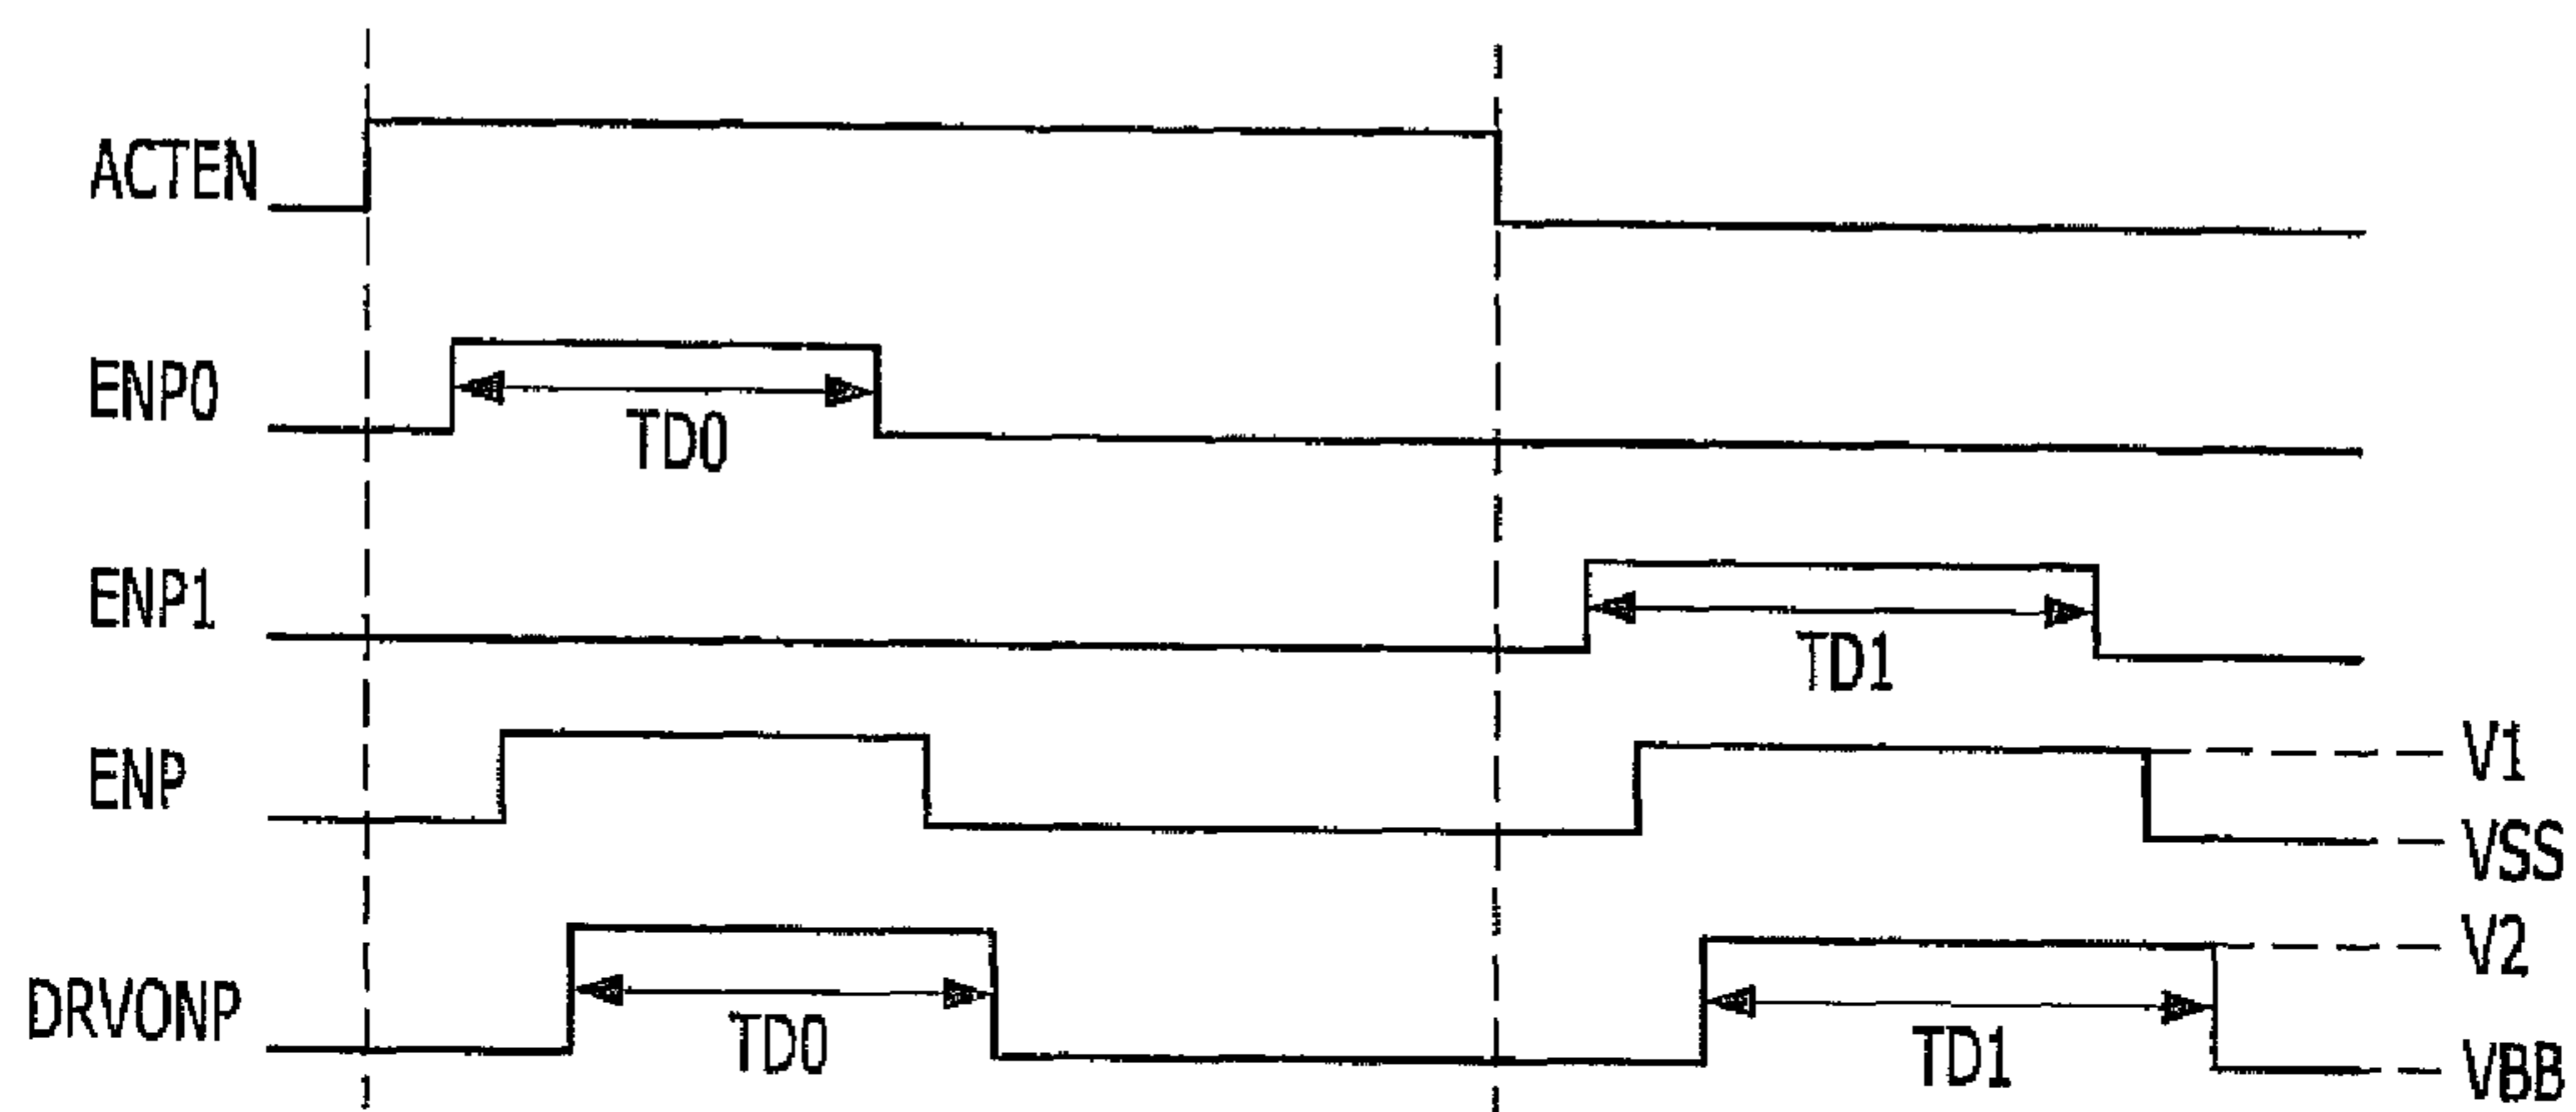 ACTEN
ENP0
TD0
ENP1
TD1
ENP
V1
VSS
DRVONP
TD0
TD1
V2
VBB